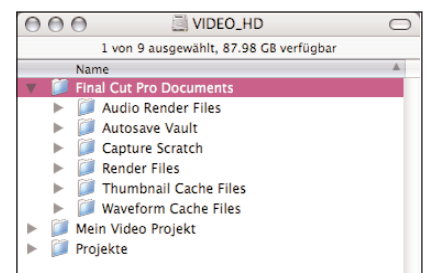 VIDEO_HD
1 von 9 ausgewählt, 87.98 GB verfügbar
Name
Final Cut Pro Documents
Audio Render Files
Autosave Vault
Capture Scratch
Render Files
Thumbnail Cache Files
Waveform Cache Files
Mein Video Projekt
Projekte